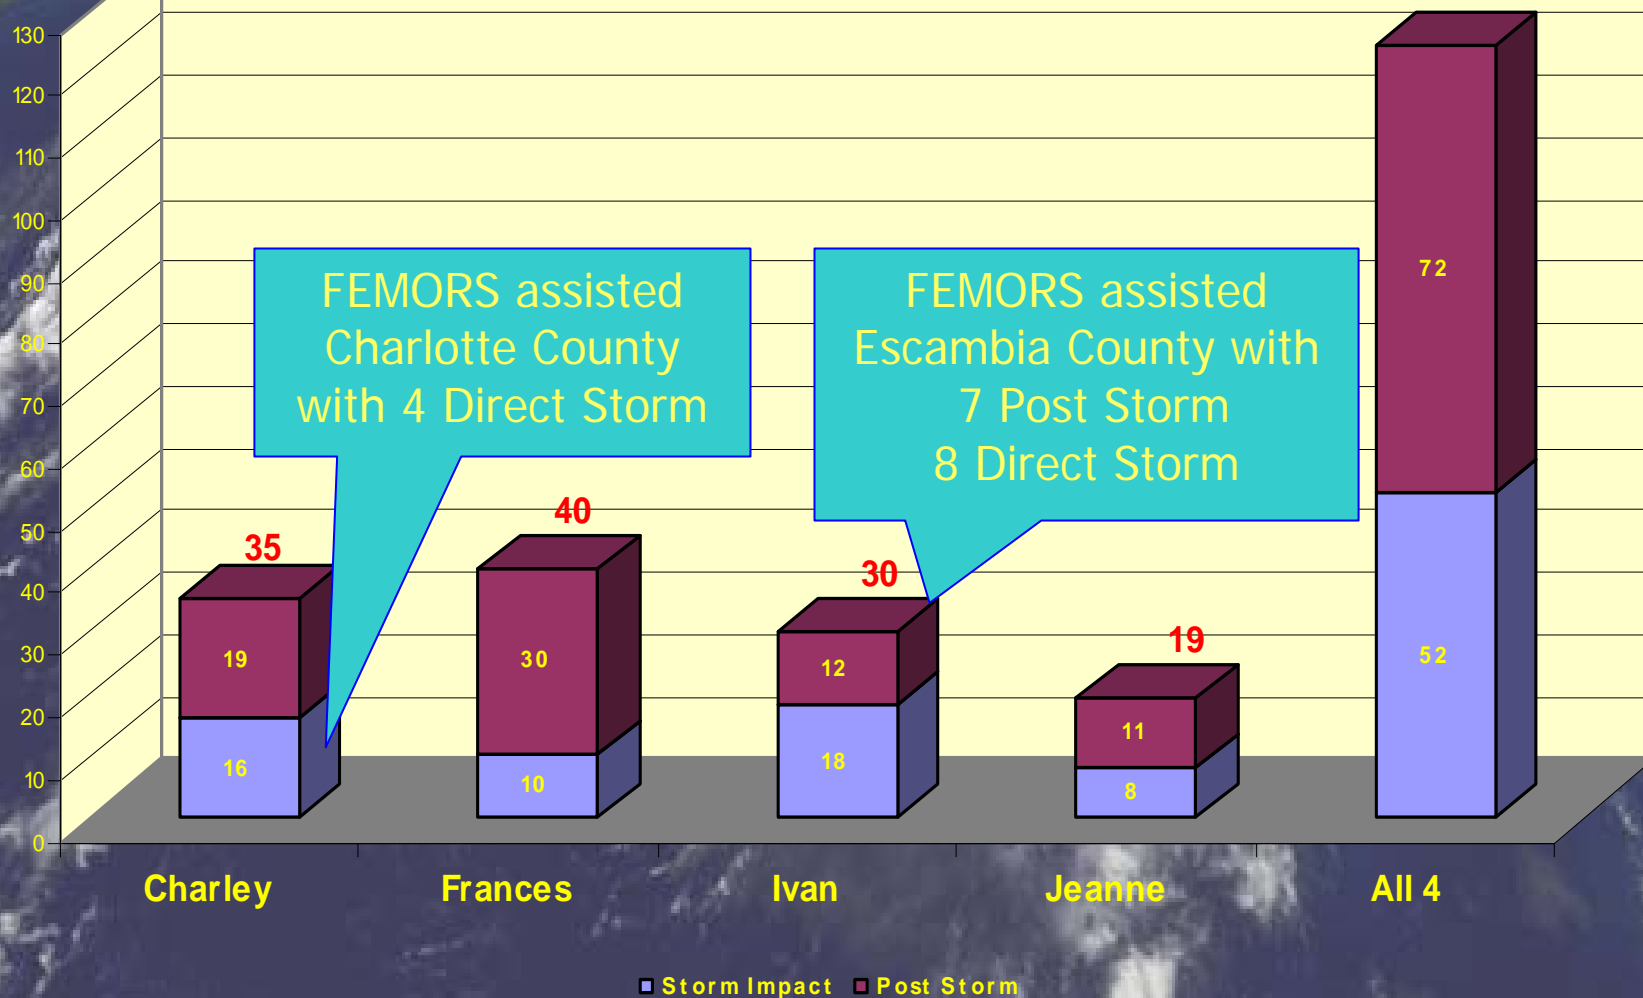 130
120
110
100
90
80
70
60
50
40
30
20
10
0
FEMORS assisted
Charlotte County
with 4 Direct Storm
FEMORS assisted
Escambia County with
7 Post Storm
8 Direct Storm
35
19
16
40
30
10
30
12
18
19
11
8
72
52
Charley
Frances
Ivan
Jeanne
All 4
Storm Impact
Post Storm